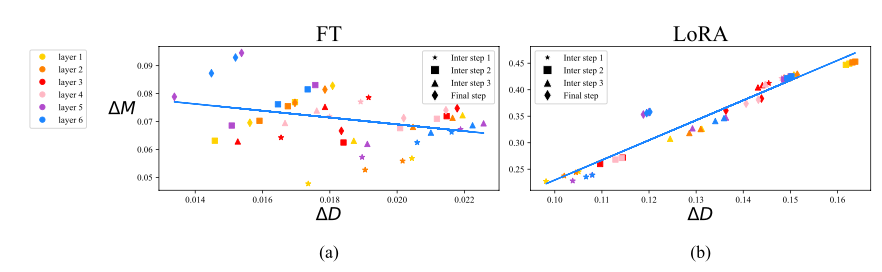 FT
LoRA
layer 1
layer 2
layer 3
layer 4
layer 5
layer 6
ΔM
0.09
0.08
0.07
0.06
0.05
Inter step 1
Inter step 2
Inter step 3
Final step
0.014
0.016
0.018
0.020
0.022
ΔD
(a)
0.45
0.40
0.35
0.30
0.25
Inter step 1
Inter step 2
Inter step 3
Final step
0.10
0.11
0.12
0.13
0.14
0.15
0.16
ΔD
(b)